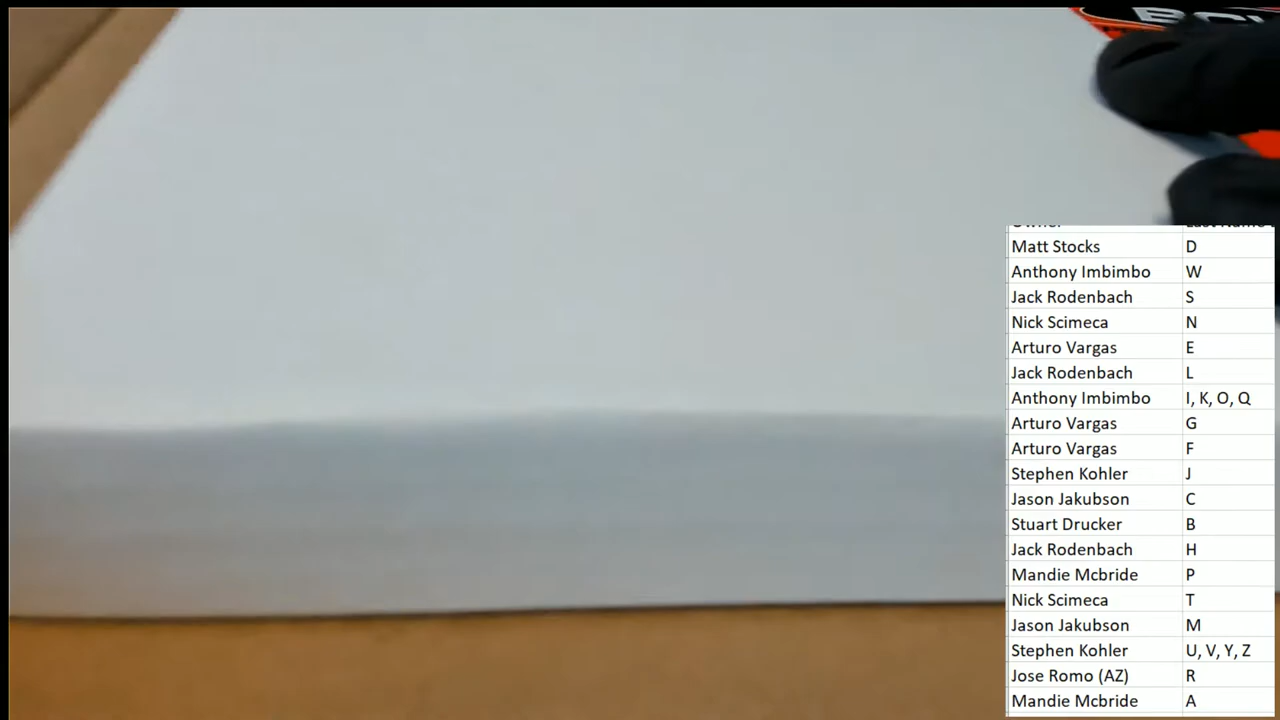 Matt Stocks D
Anthony Imbimbo W
Jack Rodenbach S
Nick Scimeca N
Arturo Vargas E
Jack Rodenbach L
Anthony Imbimbo I, K, O, Q
Arturo Vargas G
Arturo Vargas F
Stephen Kohler J
Jason Jakubson C
Stuart Drucker B
Jack Rodenbach H
Mandie Mcbride P
Nick Scimeca T
Jason Jakubson M
Stephen Kohler U, V, Y, Z
Jose Romo (AZ) R
Mandie Mcbride A